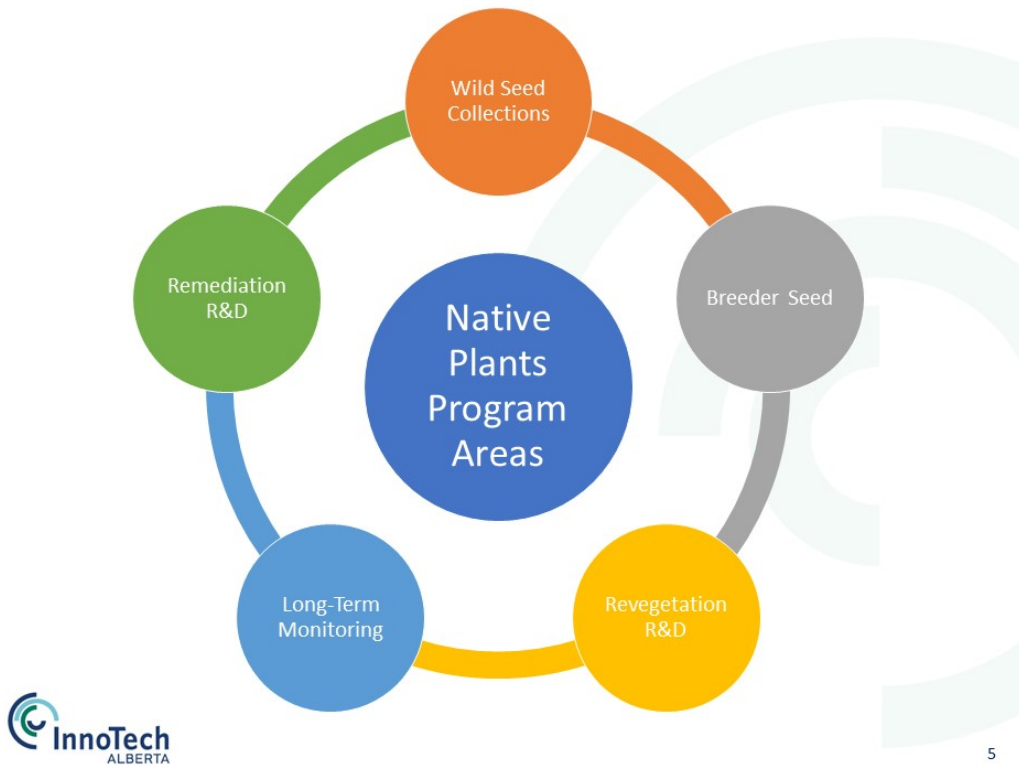 Wild Seed
Collections
Remediation
R&D
Breeder Seed
Native
Plants
Program
Areas
Long-Term
Monitoring
Revegetation
R&D
InnoTech
ALBERTA
5